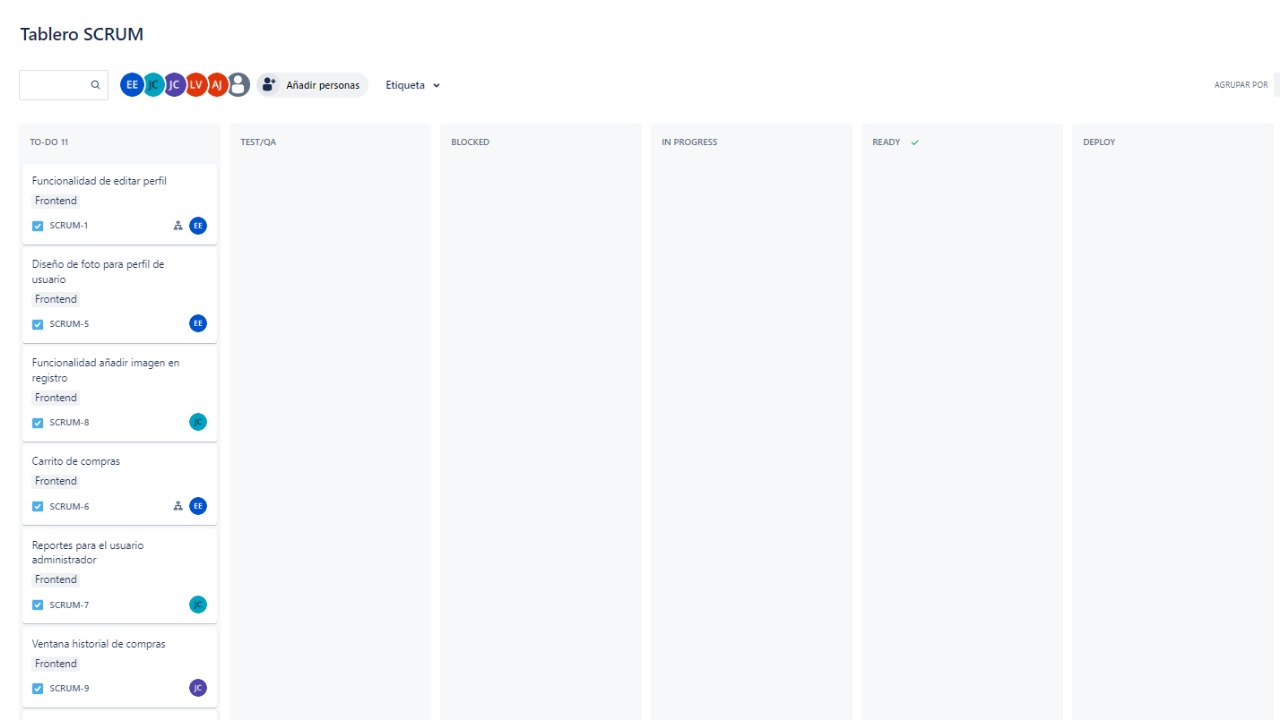 Tablero SCRUM
EE JC JC LV AJ Añadir personas Etiqueta AGRUPAR POR
TO-DO 11 TEST/QA BLOCKED IN PROGRESS READY DEPLOY
Funcionalidad de editar perfil
Frontend
SCRUM-1 EE
Diseño de foto para perfil de
usuario
Frontend
SCRUM-5 EE
Funcionalidad añadir imagen en
registro
Frontend
SCRUM-8 JC
Carrito de compras
Frontend
SCRUM-6 EE
Reportes para el usuario
administrador
Frontend
SCRUM-7 JC
Ventana historial de compras
Frontend
SCRUM-9 JC